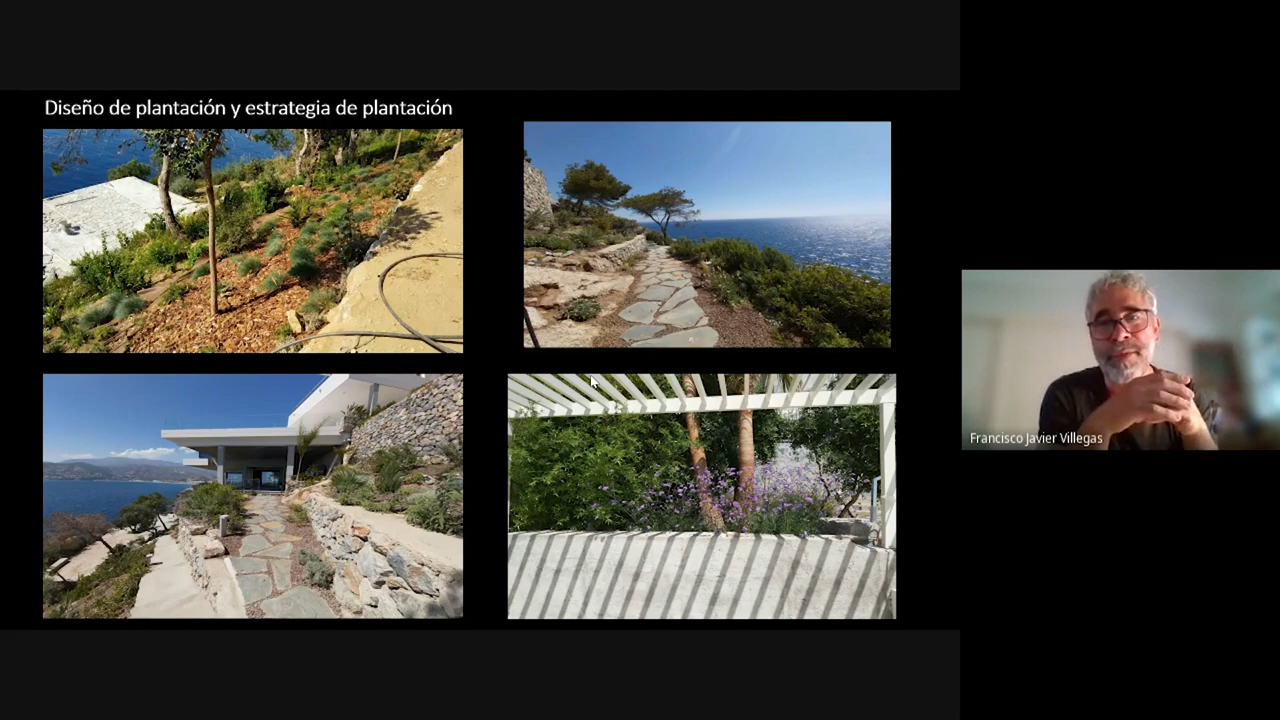 Diseño de plantación y estrategia de plantación
Francisco Javier Villegas